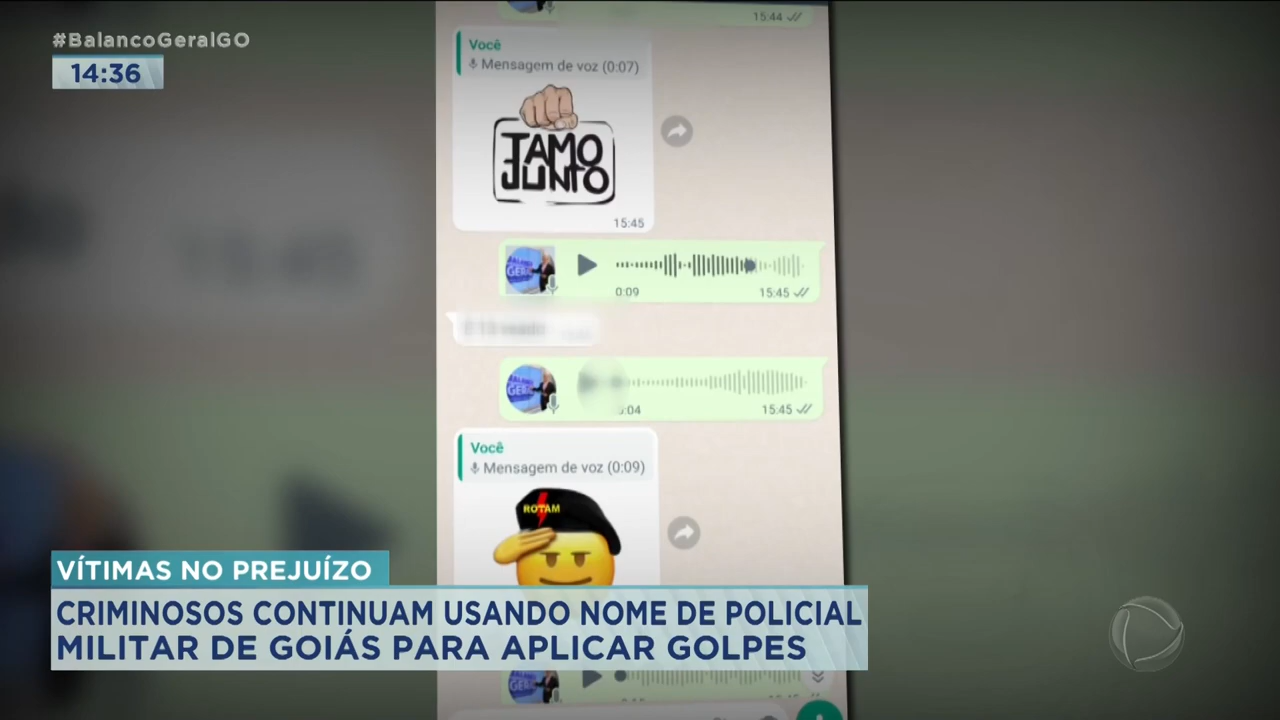 #BalancoGeralGO
14:36
15:44
Você
Mensagem de voz (0:07)
TAMO
JUNTO
15:45
0:09
15:45
:04
15:45
Você
Mensagem de voz (0:09)
ROTAM
VÍTIMAS NO PREJUÍZO
CRIMINOSOS CONTINUAM USANDO NOME DE POLICIAL
MILITAR DE GOIÁS PARA APLICAR GOLPES